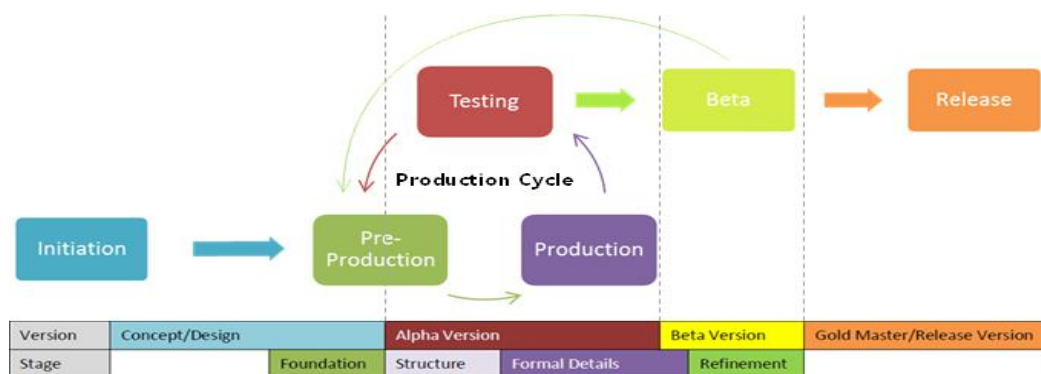 Testing
Beta
Release
Production Cycle
Initiation
Pre-
Production
Production
Version Concept/Design Alpha Version Beta Version Gold Master/Release Version
Stage Foundation Structure Formal Details Refinement